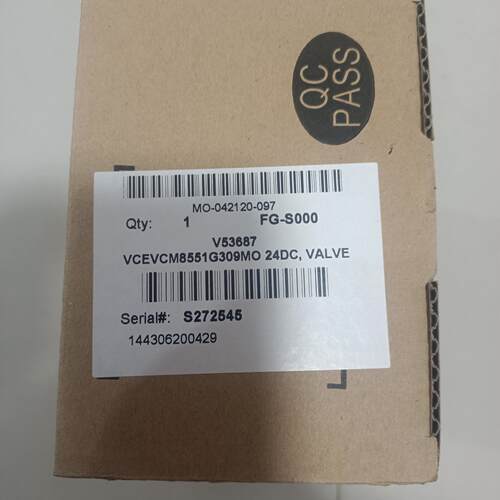 QC
PASS
MO-042120-097
Qty: 1 FG-S000
V53687
VCEVCM8551G309MO 24DC, VALVE
Serial#: S272545
144306200429